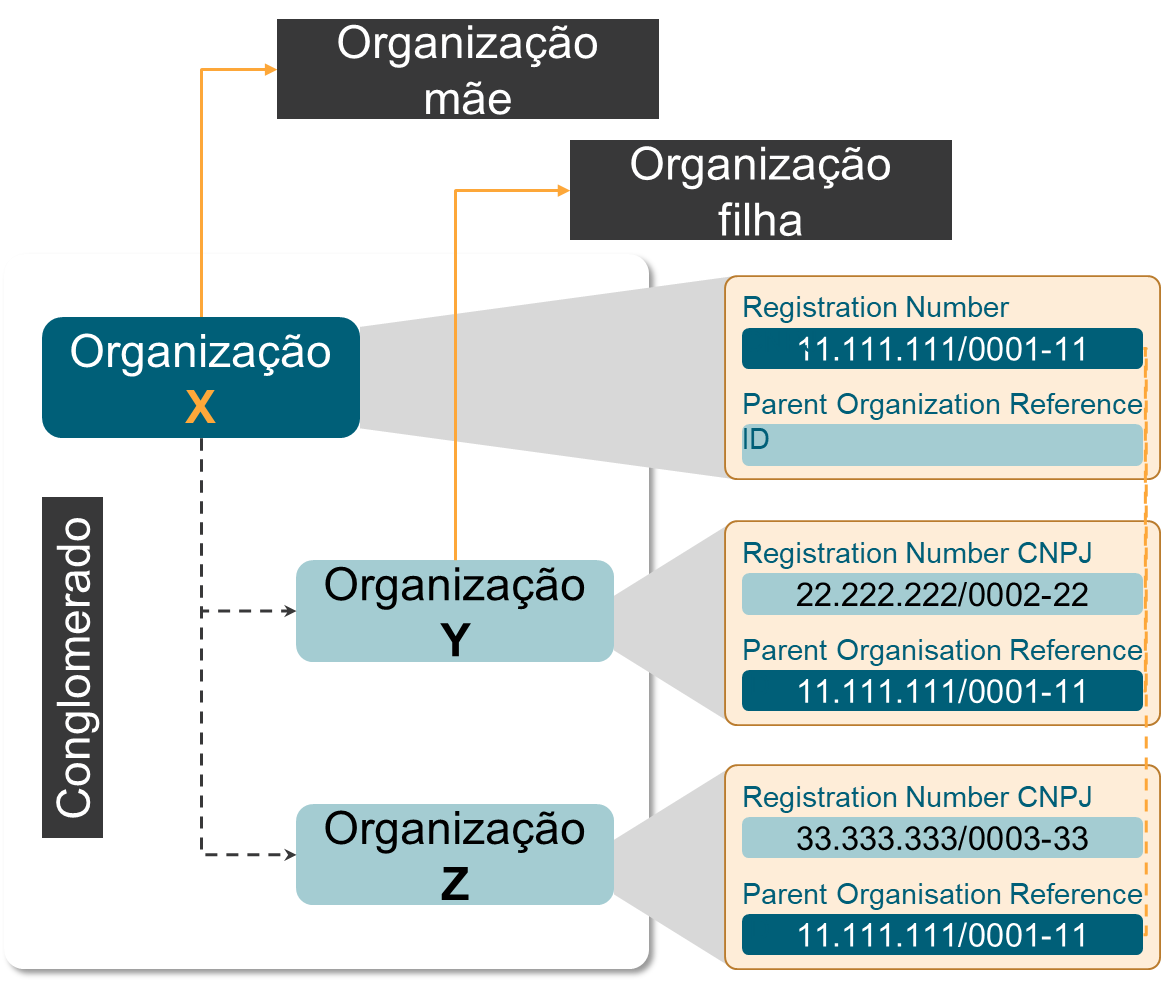 Organização
mãe
Organização
filha
Organização
X
Registration Number
11.111.111/0001-11
Parent Organization Reference
ID
Conglomerado
Organização
Y
Registration Number CNPJ
22.222.222/0002-22
Parent Organisation Reference
11.111.111/0001-11
Organização
Z
Registration Number CNPJ
33.333.333/0003-33
Parent Organisation Reference
11.111.111/0001-11